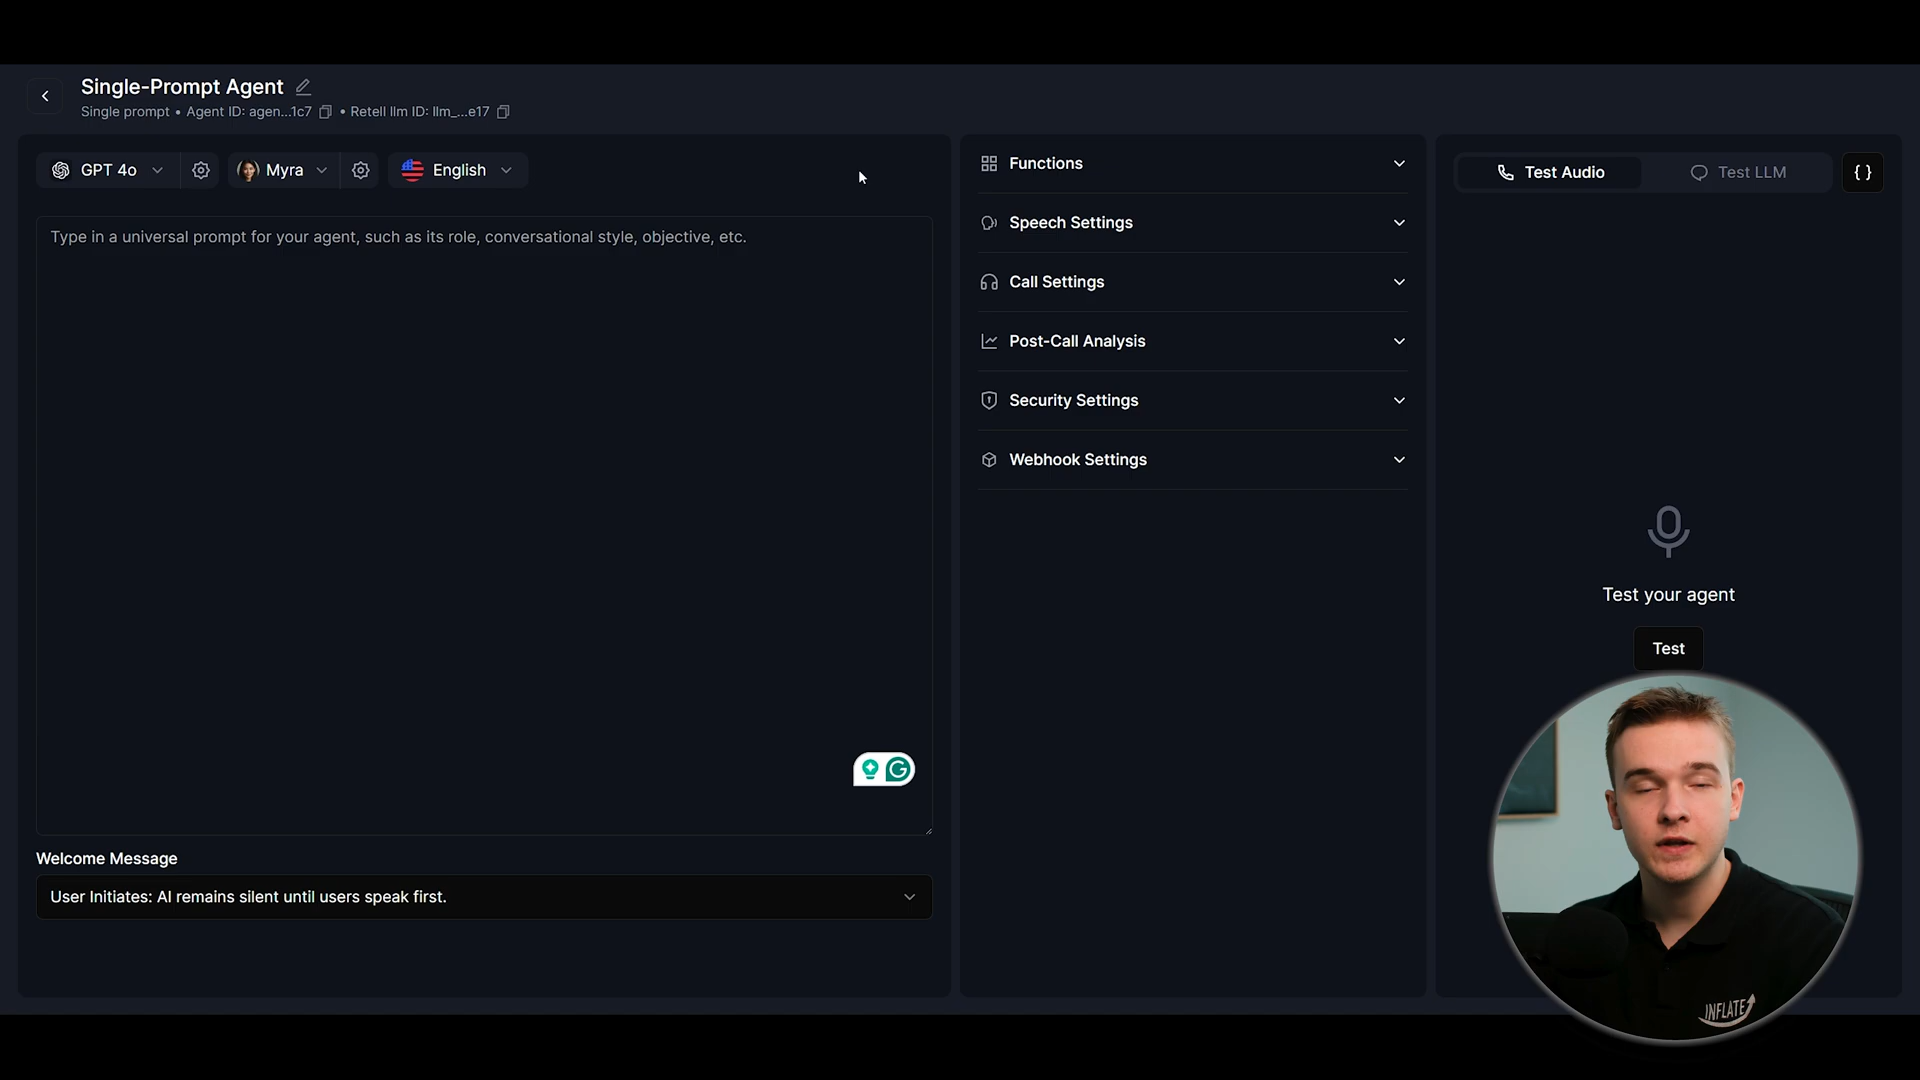 Single-Prompt Agent
Single prompt • Agent ID: agen...1c7 • Retell llm ID: llm_...e17
GPT 4o
Myra
English
Type in a universal prompt for your agent, such as its role, conversational style, objective, etc.
Welcome Message
User Initiates: AI remains silent until users speak first.
Functions
Speech Settings
Call Settings
Post-Call Analysis
Security Settings
Webhook Settings
Test Audio
Test LLM
{ }
Test your agent
Test
INFLATE